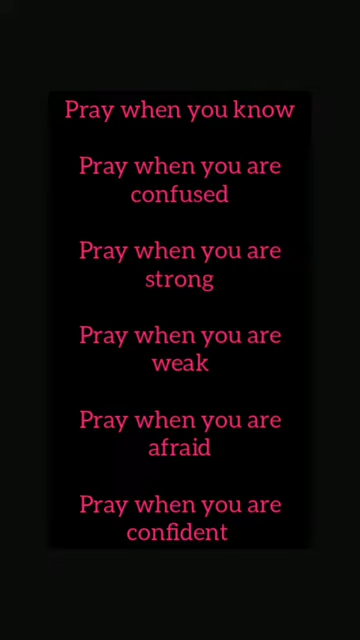 Pray when you know
Pray when you are
confused
Pray when you are
strong
Pray when you are
weak
Pray when you are
afraid
Pray when you are
confident